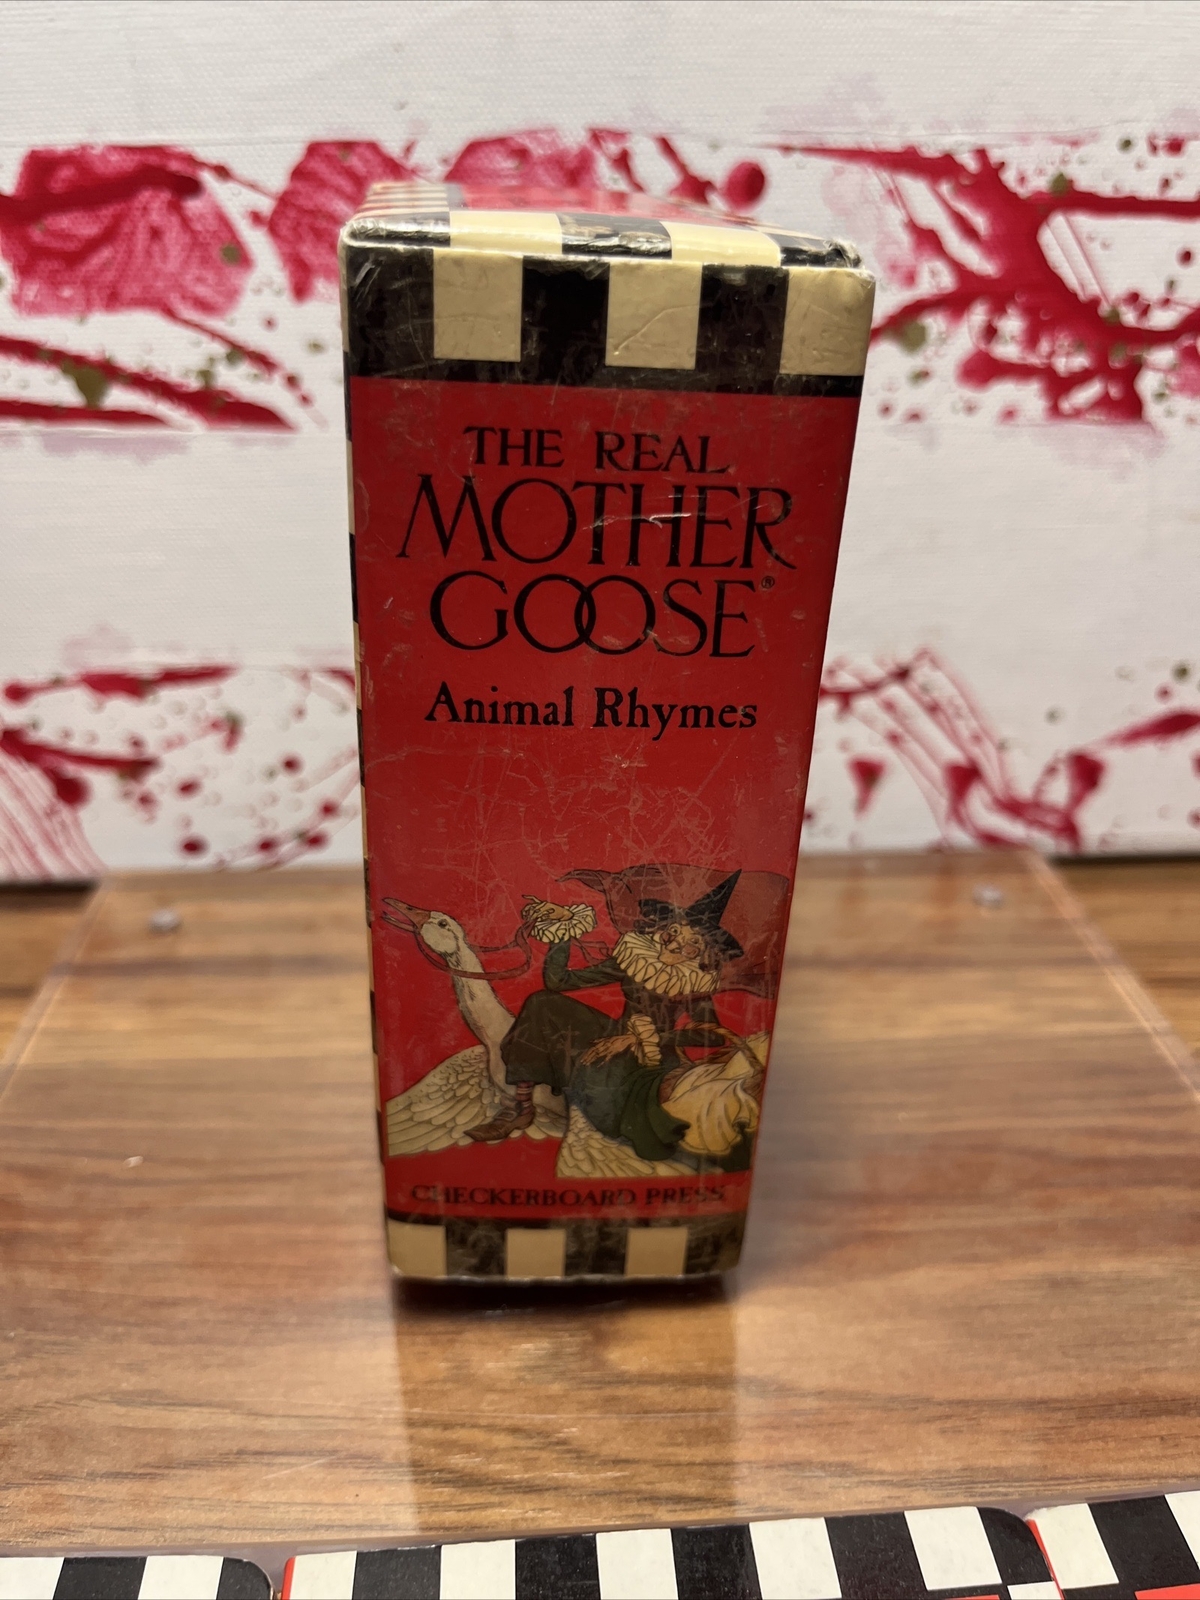 THE REAL
MOTHER
GOOSE®
Animal Rhymes
CHECKERBOARD PRESS